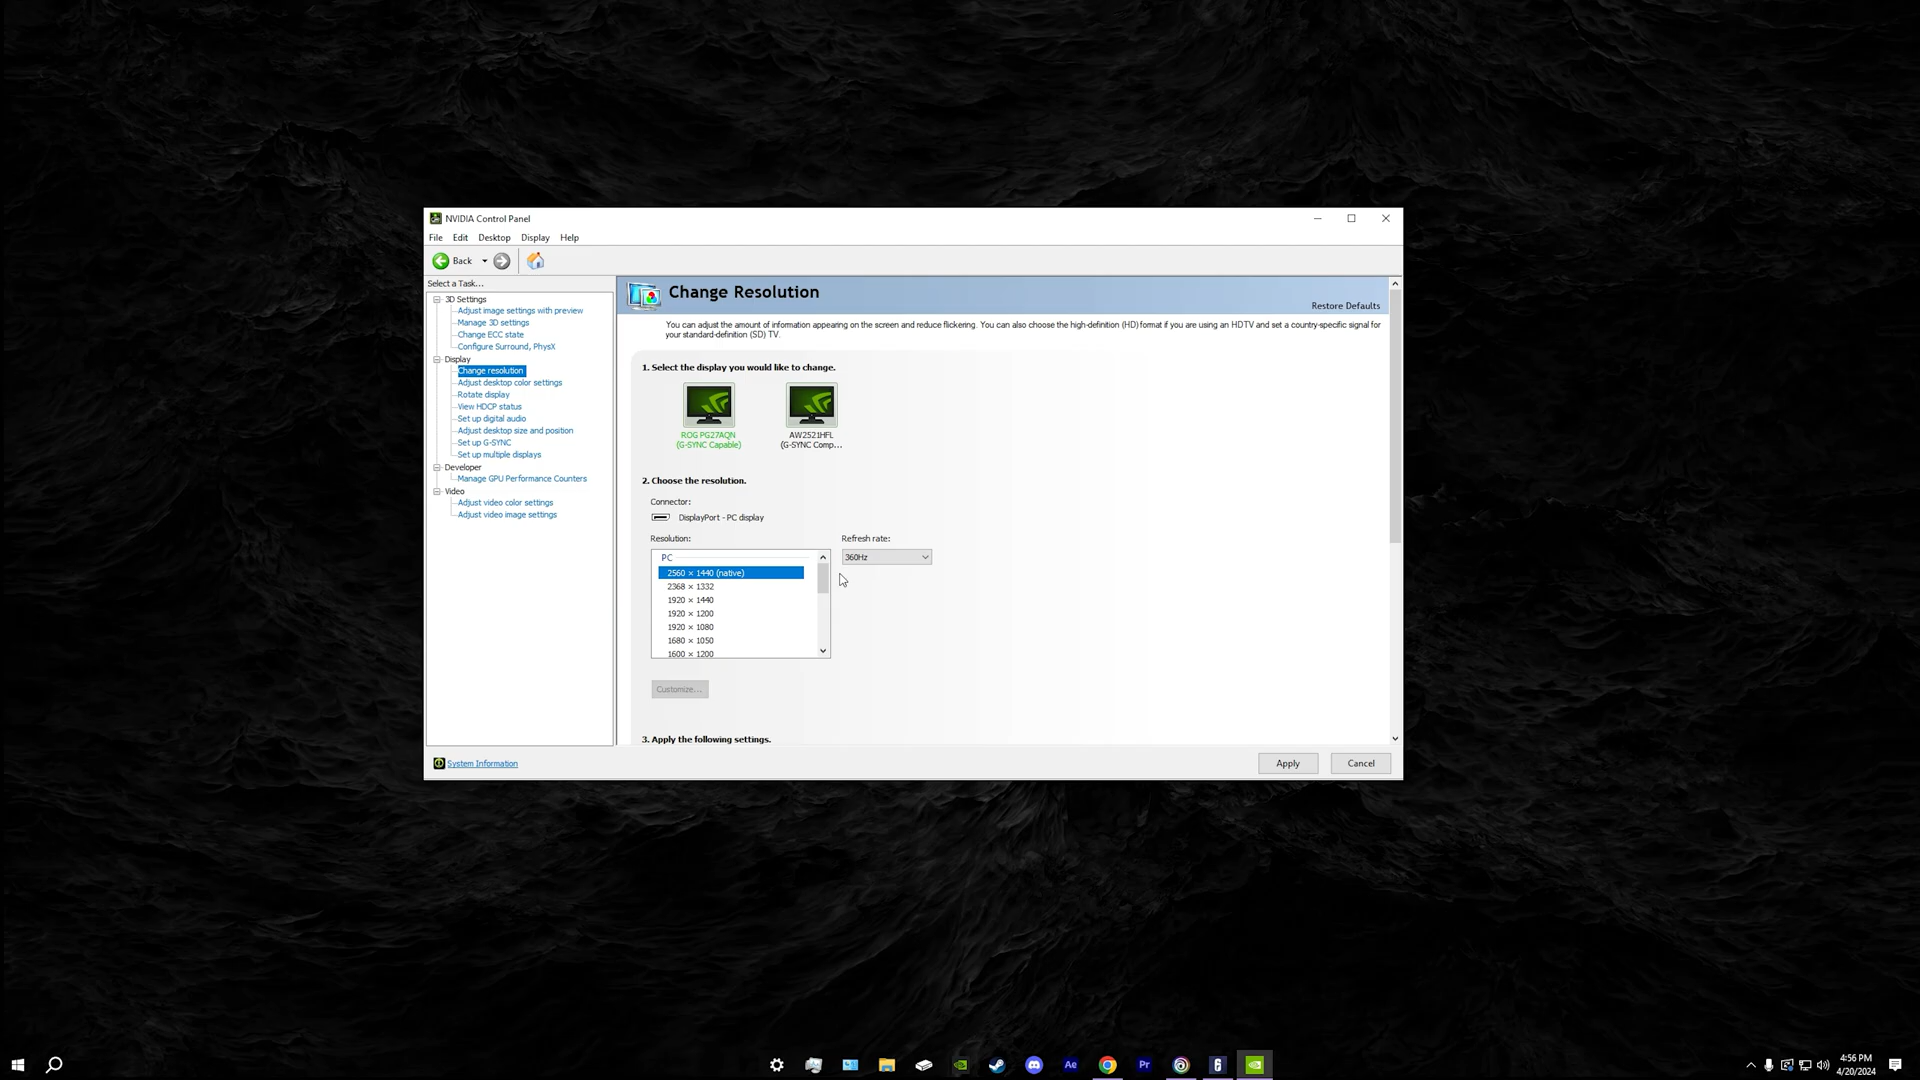 NVIDIA Control Panel
File Edit Desktop Display Help
Back
Select a Task...
3D Settings
Adjust image settings with preview
Manage 3D settings
Change ECC state
Configure Surround, PhysX
Display
Change resolution
Adjust desktop color settings
Rotate display
View HDCP status
Set up digital audio
Adjust desktop size and position
Set up G-SYNC
Set up multiple displays
Developer
Manage GPU Performance Counters
Video
Adjust video color settings
Adjust video image settings
System Information
Change Resolution
Restore Defaults
You can adjust the amount of information appearing on the screen and reduce flickering. You can also choose the high-definition (HD) format if you are using an HDTV and set a country-specific signal for
your standard-definition (SD) TV.
1. Select the display you would like to change.
ROG PG27AQN
(G-SYNC Capable)
AW2521HFL
(G-SYNC Comp...
2. Choose the resolution.
Connector:
DisplayPort - PC display
Resolution:
Refresh rate:
PC
360Hz
2560 × 1440 (native)
2368 × 1332
1920 × 1440
1920 × 1200
1920 × 1080
1680 × 1050
1600 × 1200
Customize...
3. Apply the following settings.
Apply Cancel
Ae
Pr
6
4:56 PM
4/20/2024